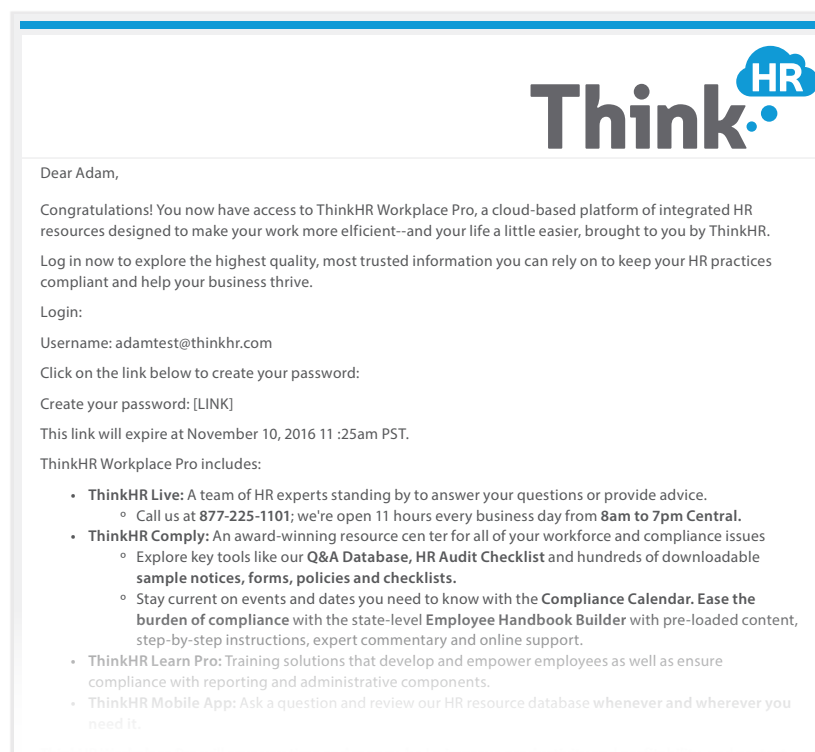 Think HR
Dear Adam,
Congratulations! You now have access to ThinkHR Workplace Pro, a cloud-based platform of integrated HR
resources designed to make your work more elficient--and your life a little easier, brought to you by ThinkHR.
Log in now to explore the highest quality, most trusted information you can rely on to keep your HR practices
compliant and help your business thrive.
Login:
Username: adamtest@thinkhr.com
Click on the link below to create your password:
Create your password: [LINK]
This link will expire at November 10, 2016 11 :25am PST.
ThinkHR Workplace Pro includes:
• ThinkHR Live: A team of HR experts standing by to answer your questions or provide advice.
° Call us at 877-225-1101; we're open 11 hours every business day from 8am to 7pm Central.
• ThinkHR Comply: An award-winning resource cen ter for all of your workforce and compliance issues
° Explore key tools like our Q&A Database, HR Audit Checklist and hundreds of downloadable
sample notices, forms, policies and checklists.
° Stay current on events and dates you need to know with the Compliance Calendar. Ease the
burden of compliance with the state-level Employee Handbook Builder with pre-loaded content,
step-by-step instructions, expert commentary and online support.
• ThinkHR Learn Pro: Training solutions that develop and empower employees as well as ensure
compliance with reporting and administrative components.
• ThinkHR Mobile App: Ask a question and review our HR resource database whenever and wherever you
need it..